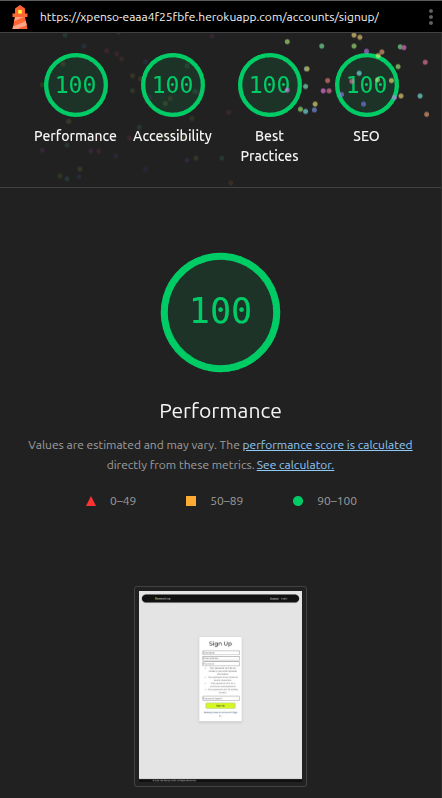 https://xpenso-eaaa4f25fbfe.herokuapp.com/accounts/signup/
100 100 100 100
Performance Accessibility Best Practices SEO
100
Performance
Values are estimated and may vary. The performance score is calculated
directly from these metrics. See calculator.
0–49 50–89 90–100
Sign Up